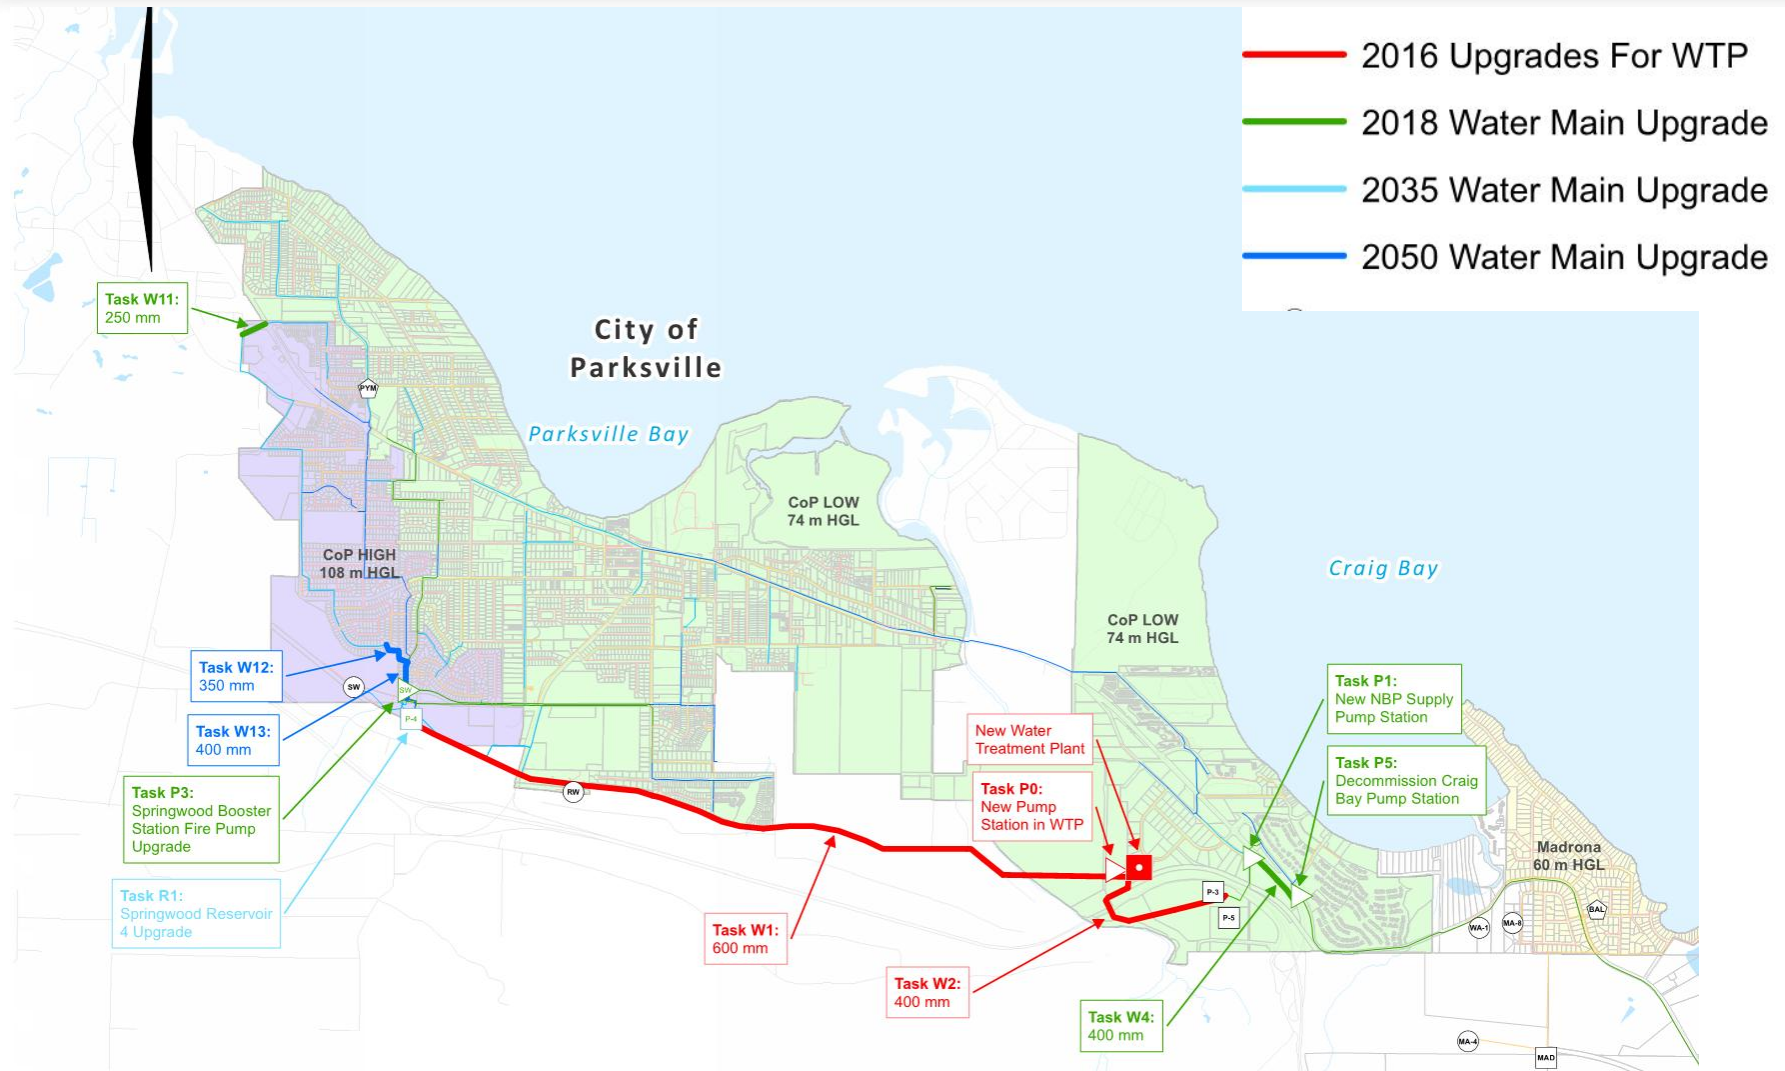 2016 Upgrades For WTP
2018 Water Main Upgrade
2035 Water Main Upgrade
2050 Water Main Upgrade
Task W11:
250 mm
City of
Parksville
PYM
Parksville Bay
CoP LOW
74 m HGL
CoP HIGH
108 m HGL
Craig Bay
CoP LOW
74 m HGL
Task W12:
350 mm
SW
SW
P-4
Task W13:
400 mm
Task P3:
Springwood Booster
Station Fire Pump
Upgrade
Task R1:
Springwood Reservoir
4 Upgrade
RW
New Water
Treatment Plant
Task P0:
New Pump
Station in WTP
Task P1:
New NBP Supply
Pump Station
Task P5:
Decommission Craig
Bay Pump Station
Madrona
60 m HGL
P-3
P-5
WA-1
MA-8
BAL
Task W1:
600 mm
Task W2:
400 mm
Task W4:
400 mm
MA-4
MAD